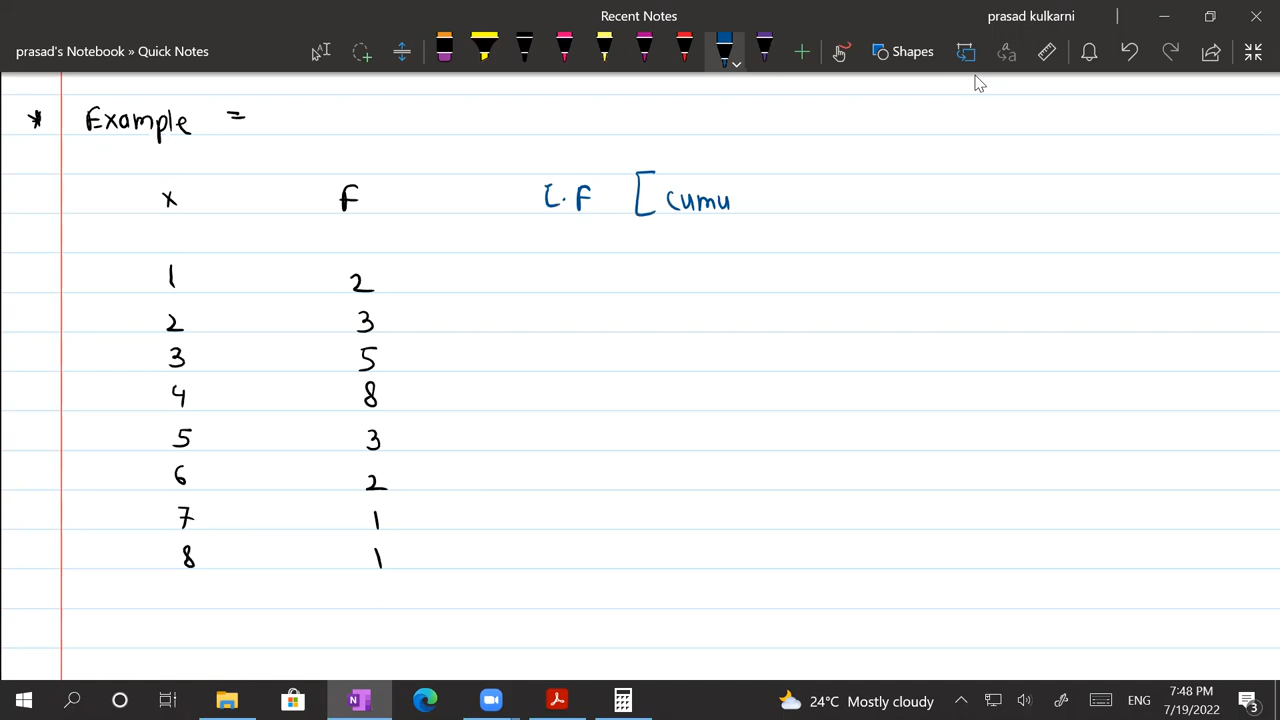 Recent Notes
prasad kulkarni
prasad's Notebook » Quick Notes
Shapes
* Example =
x F C.F [cumu
1 2
2 3
3 5
4 8
5 3
6 2
7 1
8 1
24°C Mostly cloudy
ENG
7:48 PM
7/19/2022
3